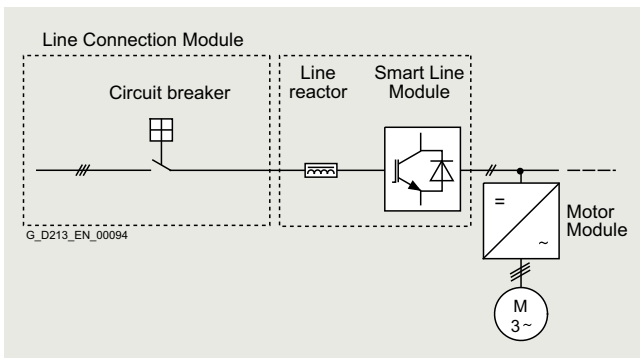 Line Connection Module
Circuit breaker
Line
reactor
Smart Line
Module
G_D213_EN_00094
=
~
Motor
Module
M
3~